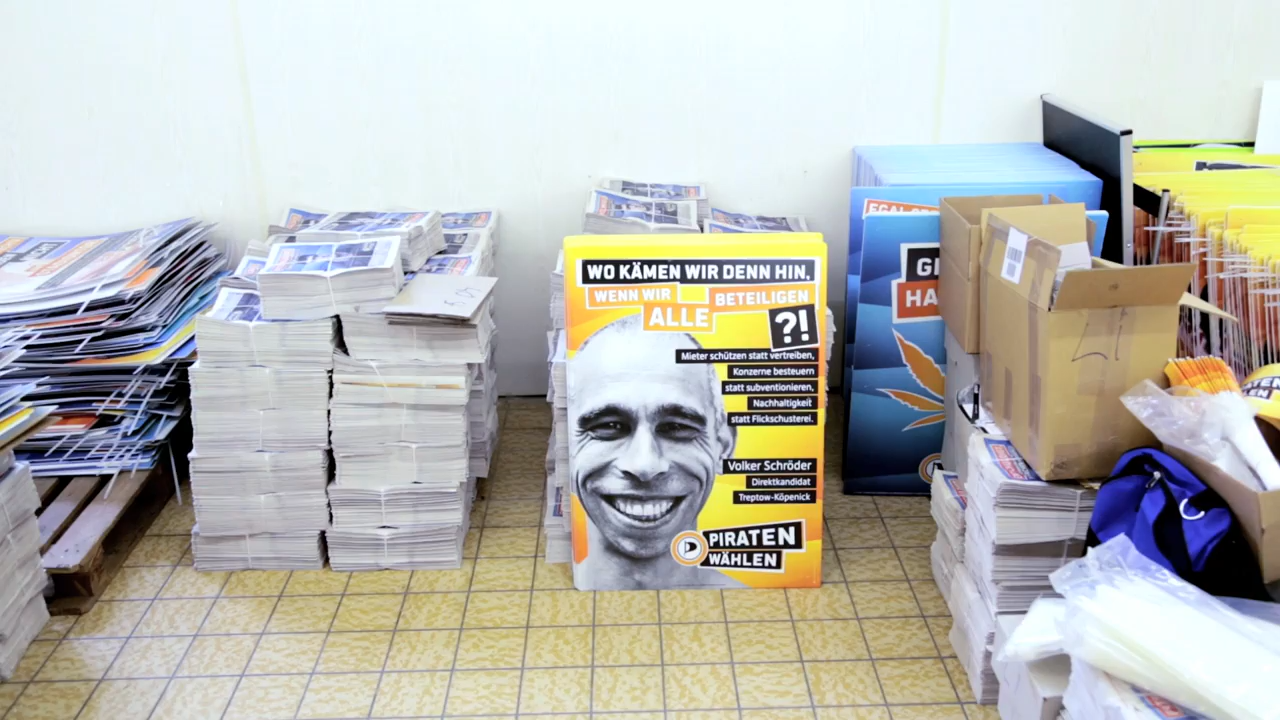 WO KÄMEN WIR DENN HIN,
WENN WIR
BETEILIGEN
ALLE
?!
Mieter schützen statt vertreiben,
Konzerne besteuern
statt subventionieren,
Nachhaltigkeit
statt Flickschusterei.
Volker Schröder
Direktkandidat
Treptow-Köpenick
PIRATEN
WÄHLEN